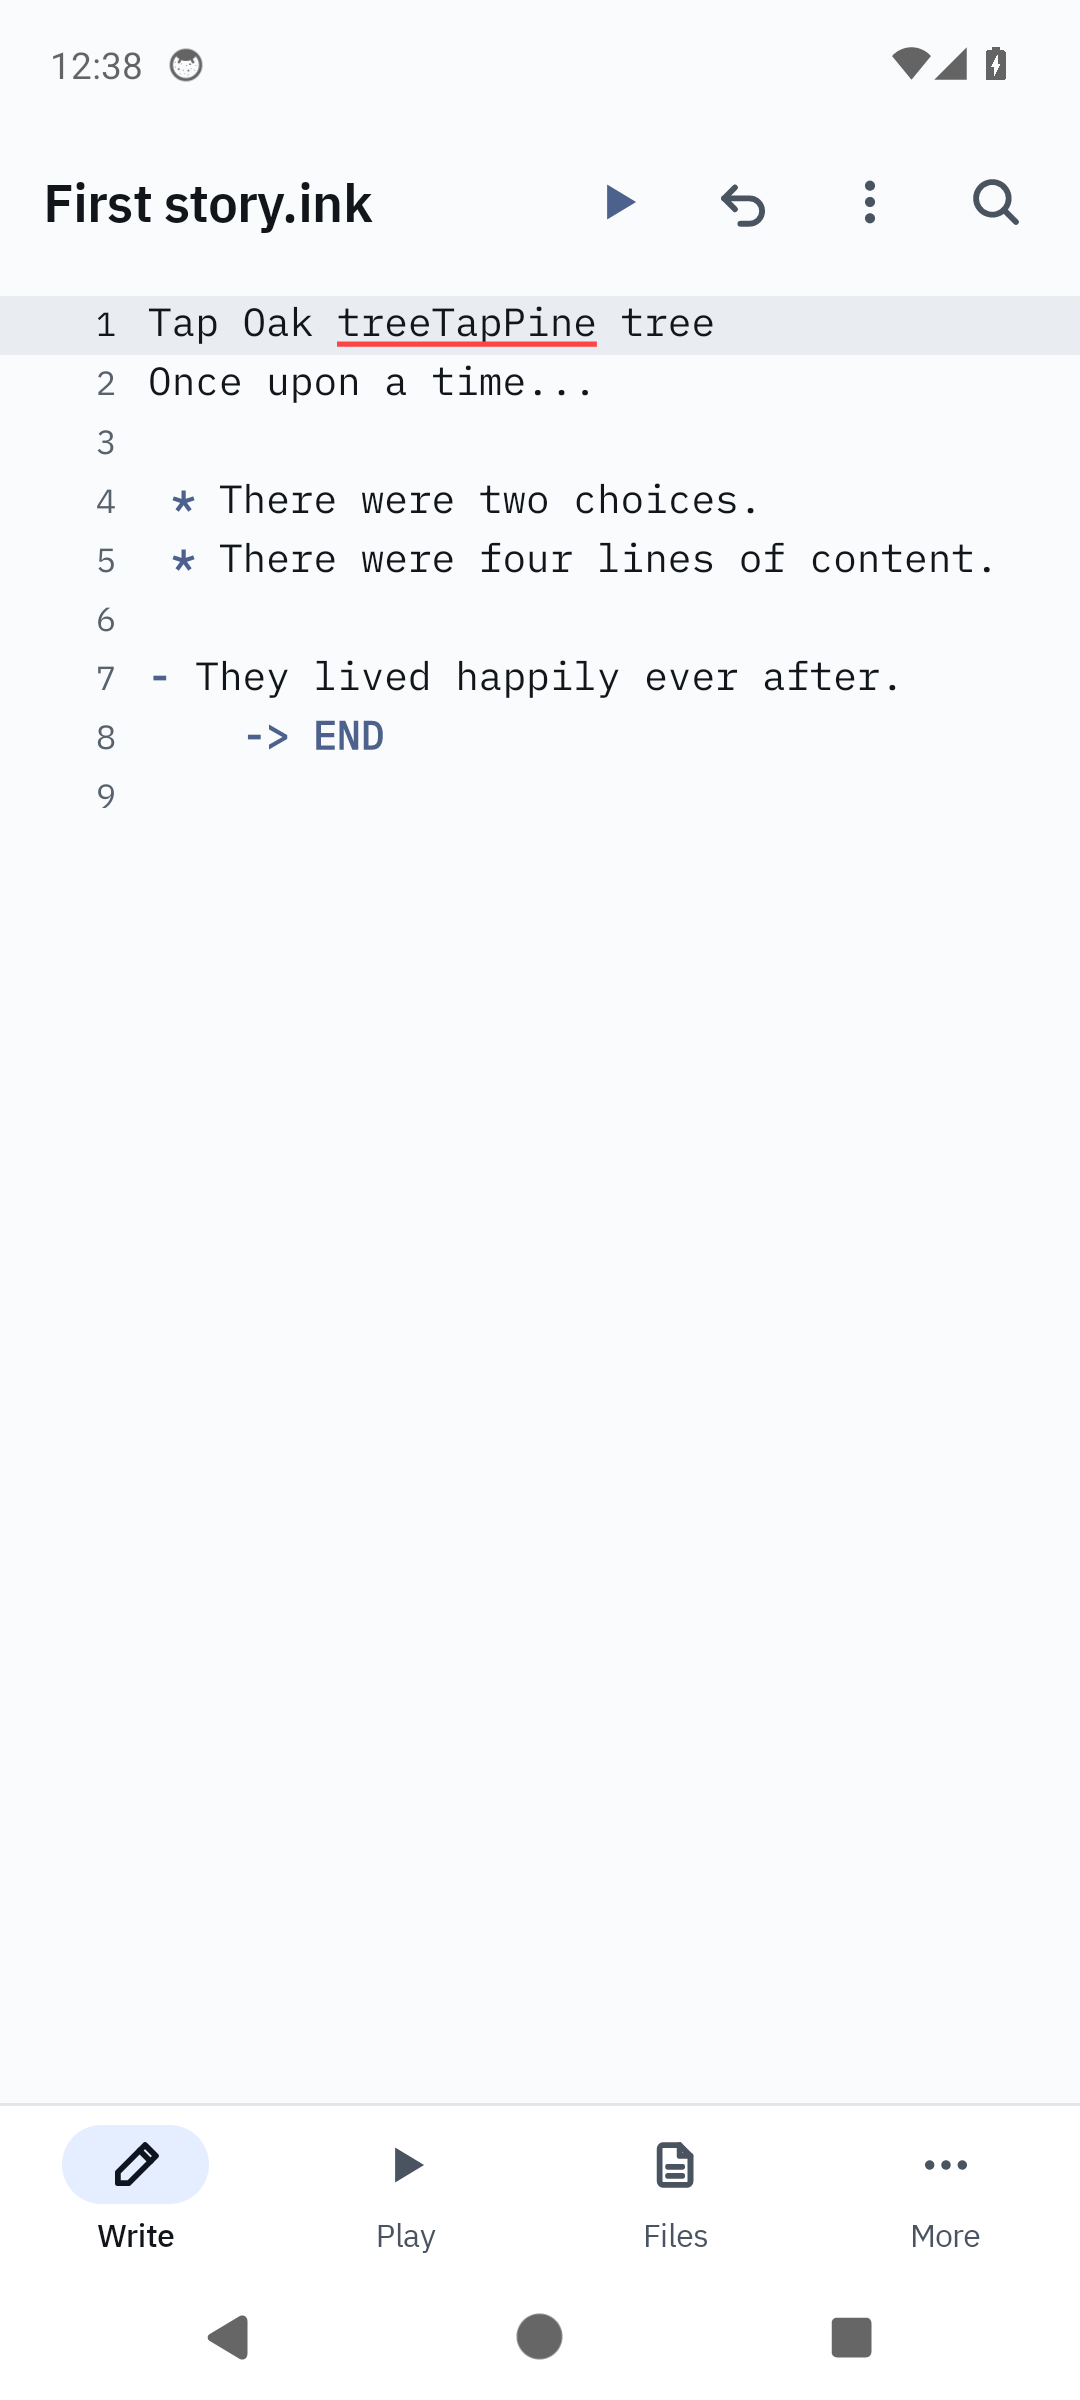 12:38
First story.ink
1 Tap Oak treeTapPine tree
2 Once upon a time...
3
4 * There were two choices.
5 * There were four lines of content.
6
7 - They lived happily ever after.
8 -> END
9
Write Play Files More